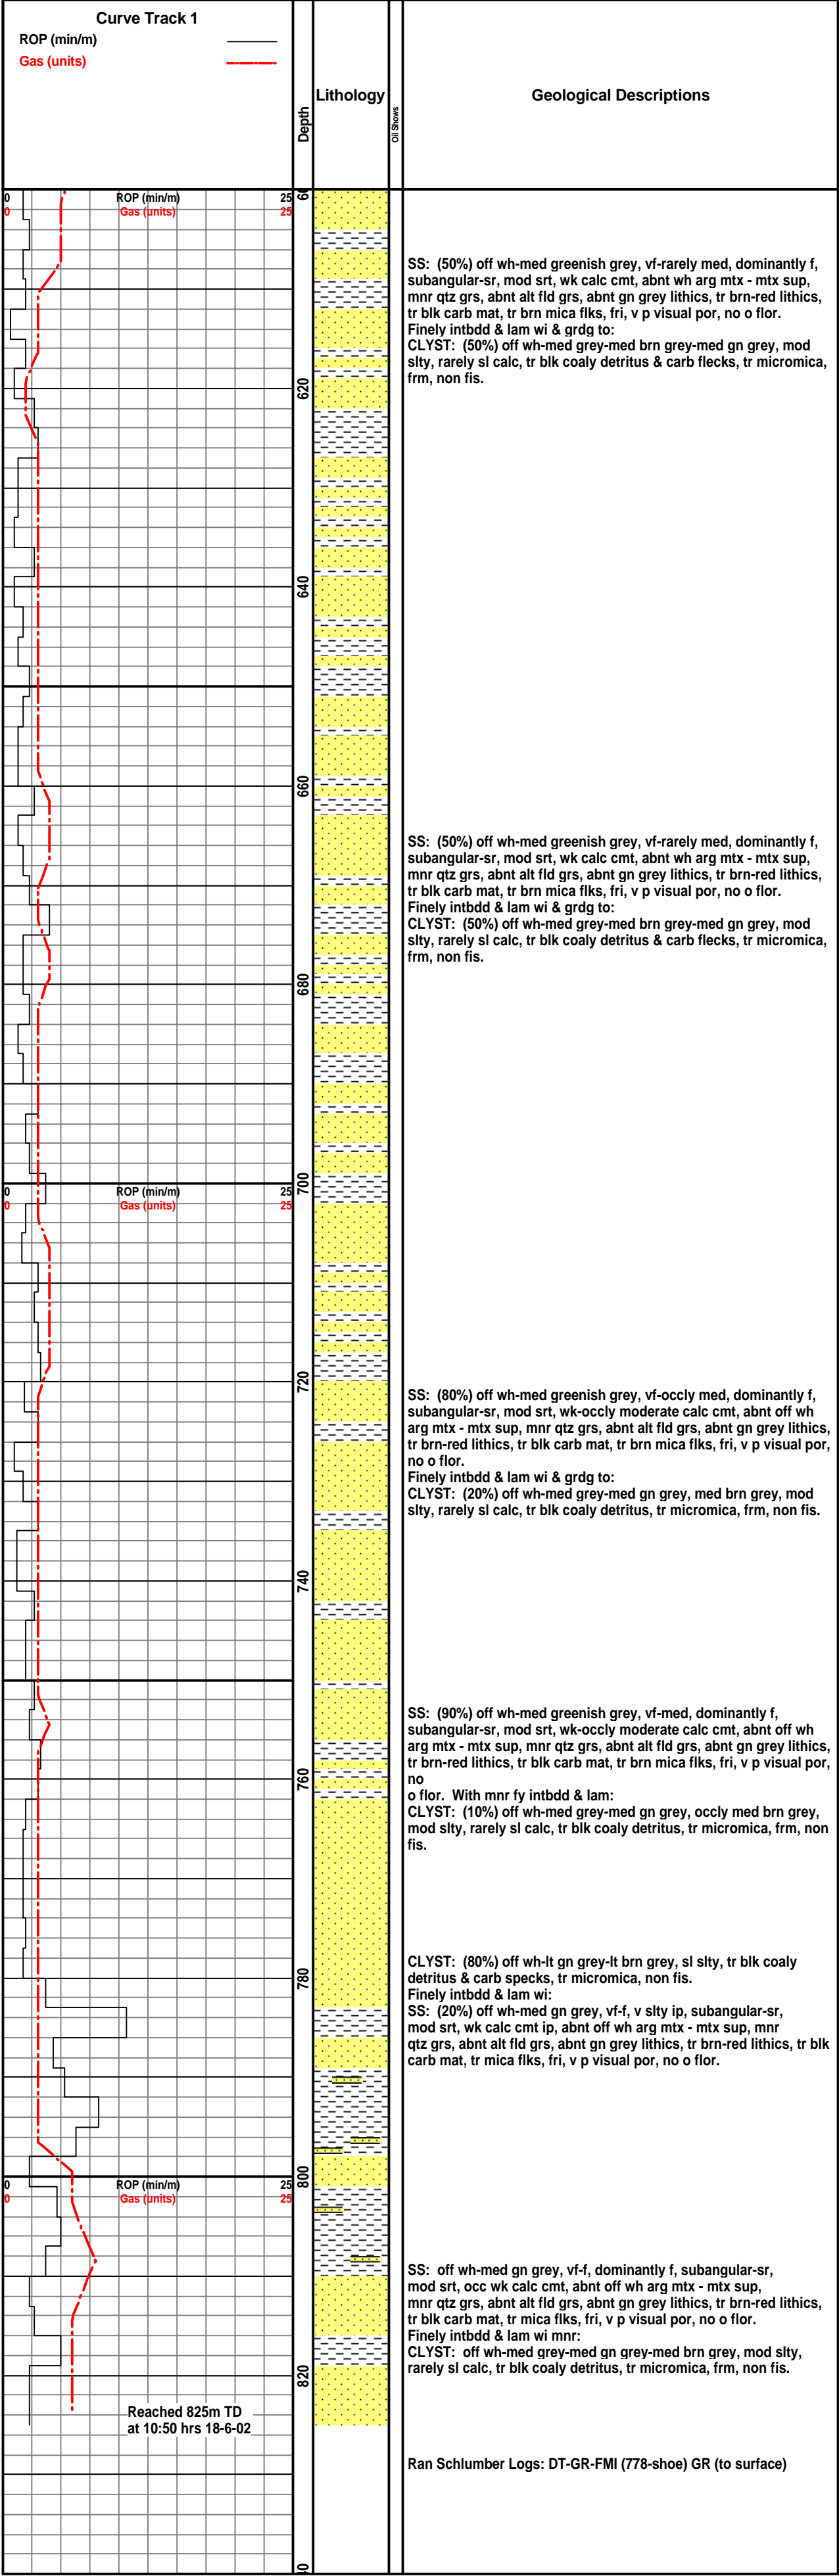 Curve Track 1
ROP (min/m)
Gas (units)
Depth
Lithology
Oil Shows
Geological Descriptions
0 ROP (min/m) 25
0 Gas (units) 25
SS: (50%) off wh-med greenish grey, vf-rarely med, dominantly f,
subangular-sr, mod srt, wk calc cmt, abnt wh arg mtx - mtx sup,
mnr qtz grs, abnt alt fld grs, abnt gn grey lithics, tr brn-red lithics,
tr blk carb mat, tr brn mica flks, fri, v p visual por, no o flor.
Finely intbdd & lam wi & grdg to:
CLYST: (50%) off wh-med grey-med brn grey-med gn grey, mod
slty, rarely sl calc, tr blk coaly detritus & carb flecks, tr micromica,
frm, non fis.
620
640
660
SS: (50%) off wh-med greenish grey, vf-rarely med, dominantly f,
subangular-sr, mod srt, wk calc cmt, abnt wh arg mtx - mtx sup,
mnr qtz grs, abnt alt fld grs, abnt gn grey lithics, tr brn-red lithics,
tr blk carb mat, tr brn mica flks, fri, v p visual por, no o flor.
Finely intbdd & lam wi & grdg to:
CLYST: (50%) off wh-med grey-med brn grey-med gn grey, mod
slty, rarely sl calc, tr blk coaly detritus & carb flecks, tr micromica,
frm, non fis.
680
700
0 ROP (min/m) 25
0 Gas (units) 25
720
SS: (80%) off wh-med greenish grey, vf-occly med, dominantly f,
subangular-sr, mod srt, wk-occly moderate calc cmt, abnt off wh
arg mtx - mtx sup, mnr qtz grs, abnt alt fld grs, abnt gn grey lithics,
tr brn-red lithics, tr blk carb mat, tr brn mica flks, fri, v p visual por,
no o flor.
Finely intbdd & lam wi & grdg to:
CLYST: (20%) off wh-med grey-med gn grey, med brn grey, mod
slty, rarely sl calc, tr blk coaly detritus, tr micromica, frm, non fis.
740
SS: (90%) off wh-med greenish grey, vf-med, dominantly f,
subangular-sr, mod srt, wk-occly moderate calc cmt, abnt off wh
arg mtx - mtx sup, mnr qtz grs, abnt alt fld grs, abnt gn grey lithics,
tr brn-red lithics, tr blk carb mat, tr brn mica flks, fri, v p visual por,
no
o flor. With mnr fy intbdd & lam:
CLYST: (10%) off wh-med grey-med gn grey, occly med brn grey,
mod slty, rarely sl calc, tr blk coaly detritus, tr micromica, frm, non
fis.
760
780
CLYST: (80%) off wh-lt gn grey-lt brn grey, sl slty, tr blk coaly
detritus & carb specks, tr micromica, non fis.
Finely intbdd & lam wi:
SS: (20%) off wh-med gn grey, vf-f, v slty ip, subangular-sr,
mod srt, wk calc cmt ip, abnt off wh arg mtx - mtx sup, mnr
qtz grs, abnt alt fld grs, abnt gn grey lithics, tr brn-red lithics, tr blk
carb mat, tr mica flks, fri, v p visual por, no o flor.
800
0 ROP (min/m) 25
0 Gas (units) 25
SS: off wh-med gn grey, vf-f, dominantly f, subangular-sr,
mod srt, occ wk calc cmt, abnt off wh arg mtx - mtx sup,
mnr qtz grs, abnt alt fld grs, abnt gn grey lithics, tr brn-red lithics,
tr blk carb mat, tr mica flks, fri, v p visual por, no o flor.
Finely intbdd & lam wi mnr:
CLYST: off wh-med grey-med gn grey-med brn grey, mod slty,
rarely sl calc, tr blk coaly detritus, tr micromica, frm, non fis.
820
Reached 825m TD
at 10:50 hrs 18-6-02
Ran Schlumber Logs: DT-GR-FMI (778-shoe) GR (to surface)